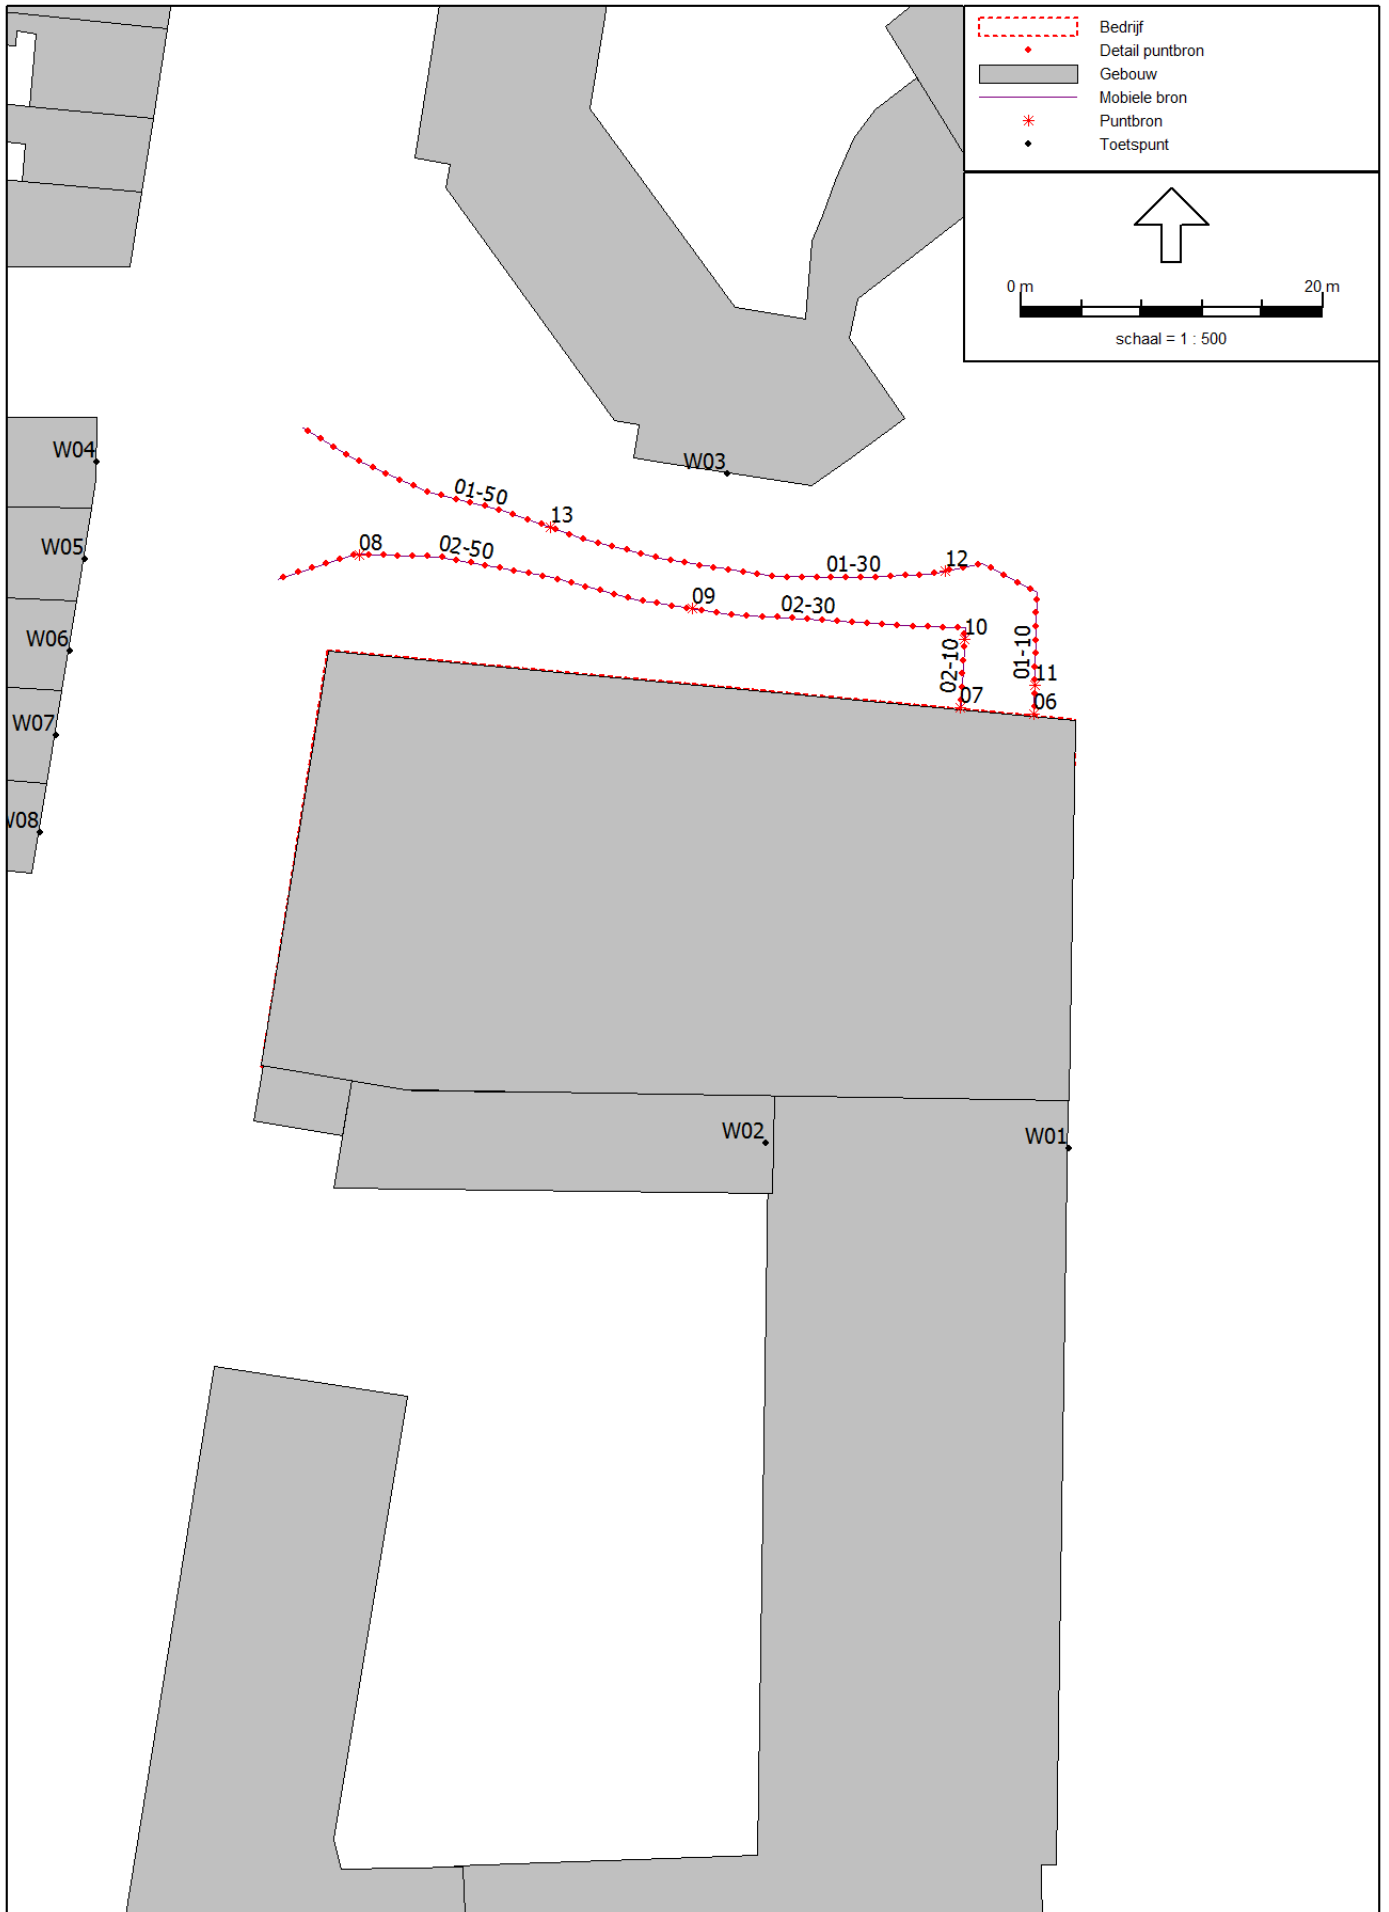 Bedrijf
Detail puntbron
Gebouw
Mobiele bron
Puntbron
Toetspunt
0 m 20 m
schaal = 1 : 500
W04
W03
01-50
13
W05
08
02-50
01-30
12
09
02-30
10
W06
02-10
01-10
11
07
06
W07
W08
W02
W01